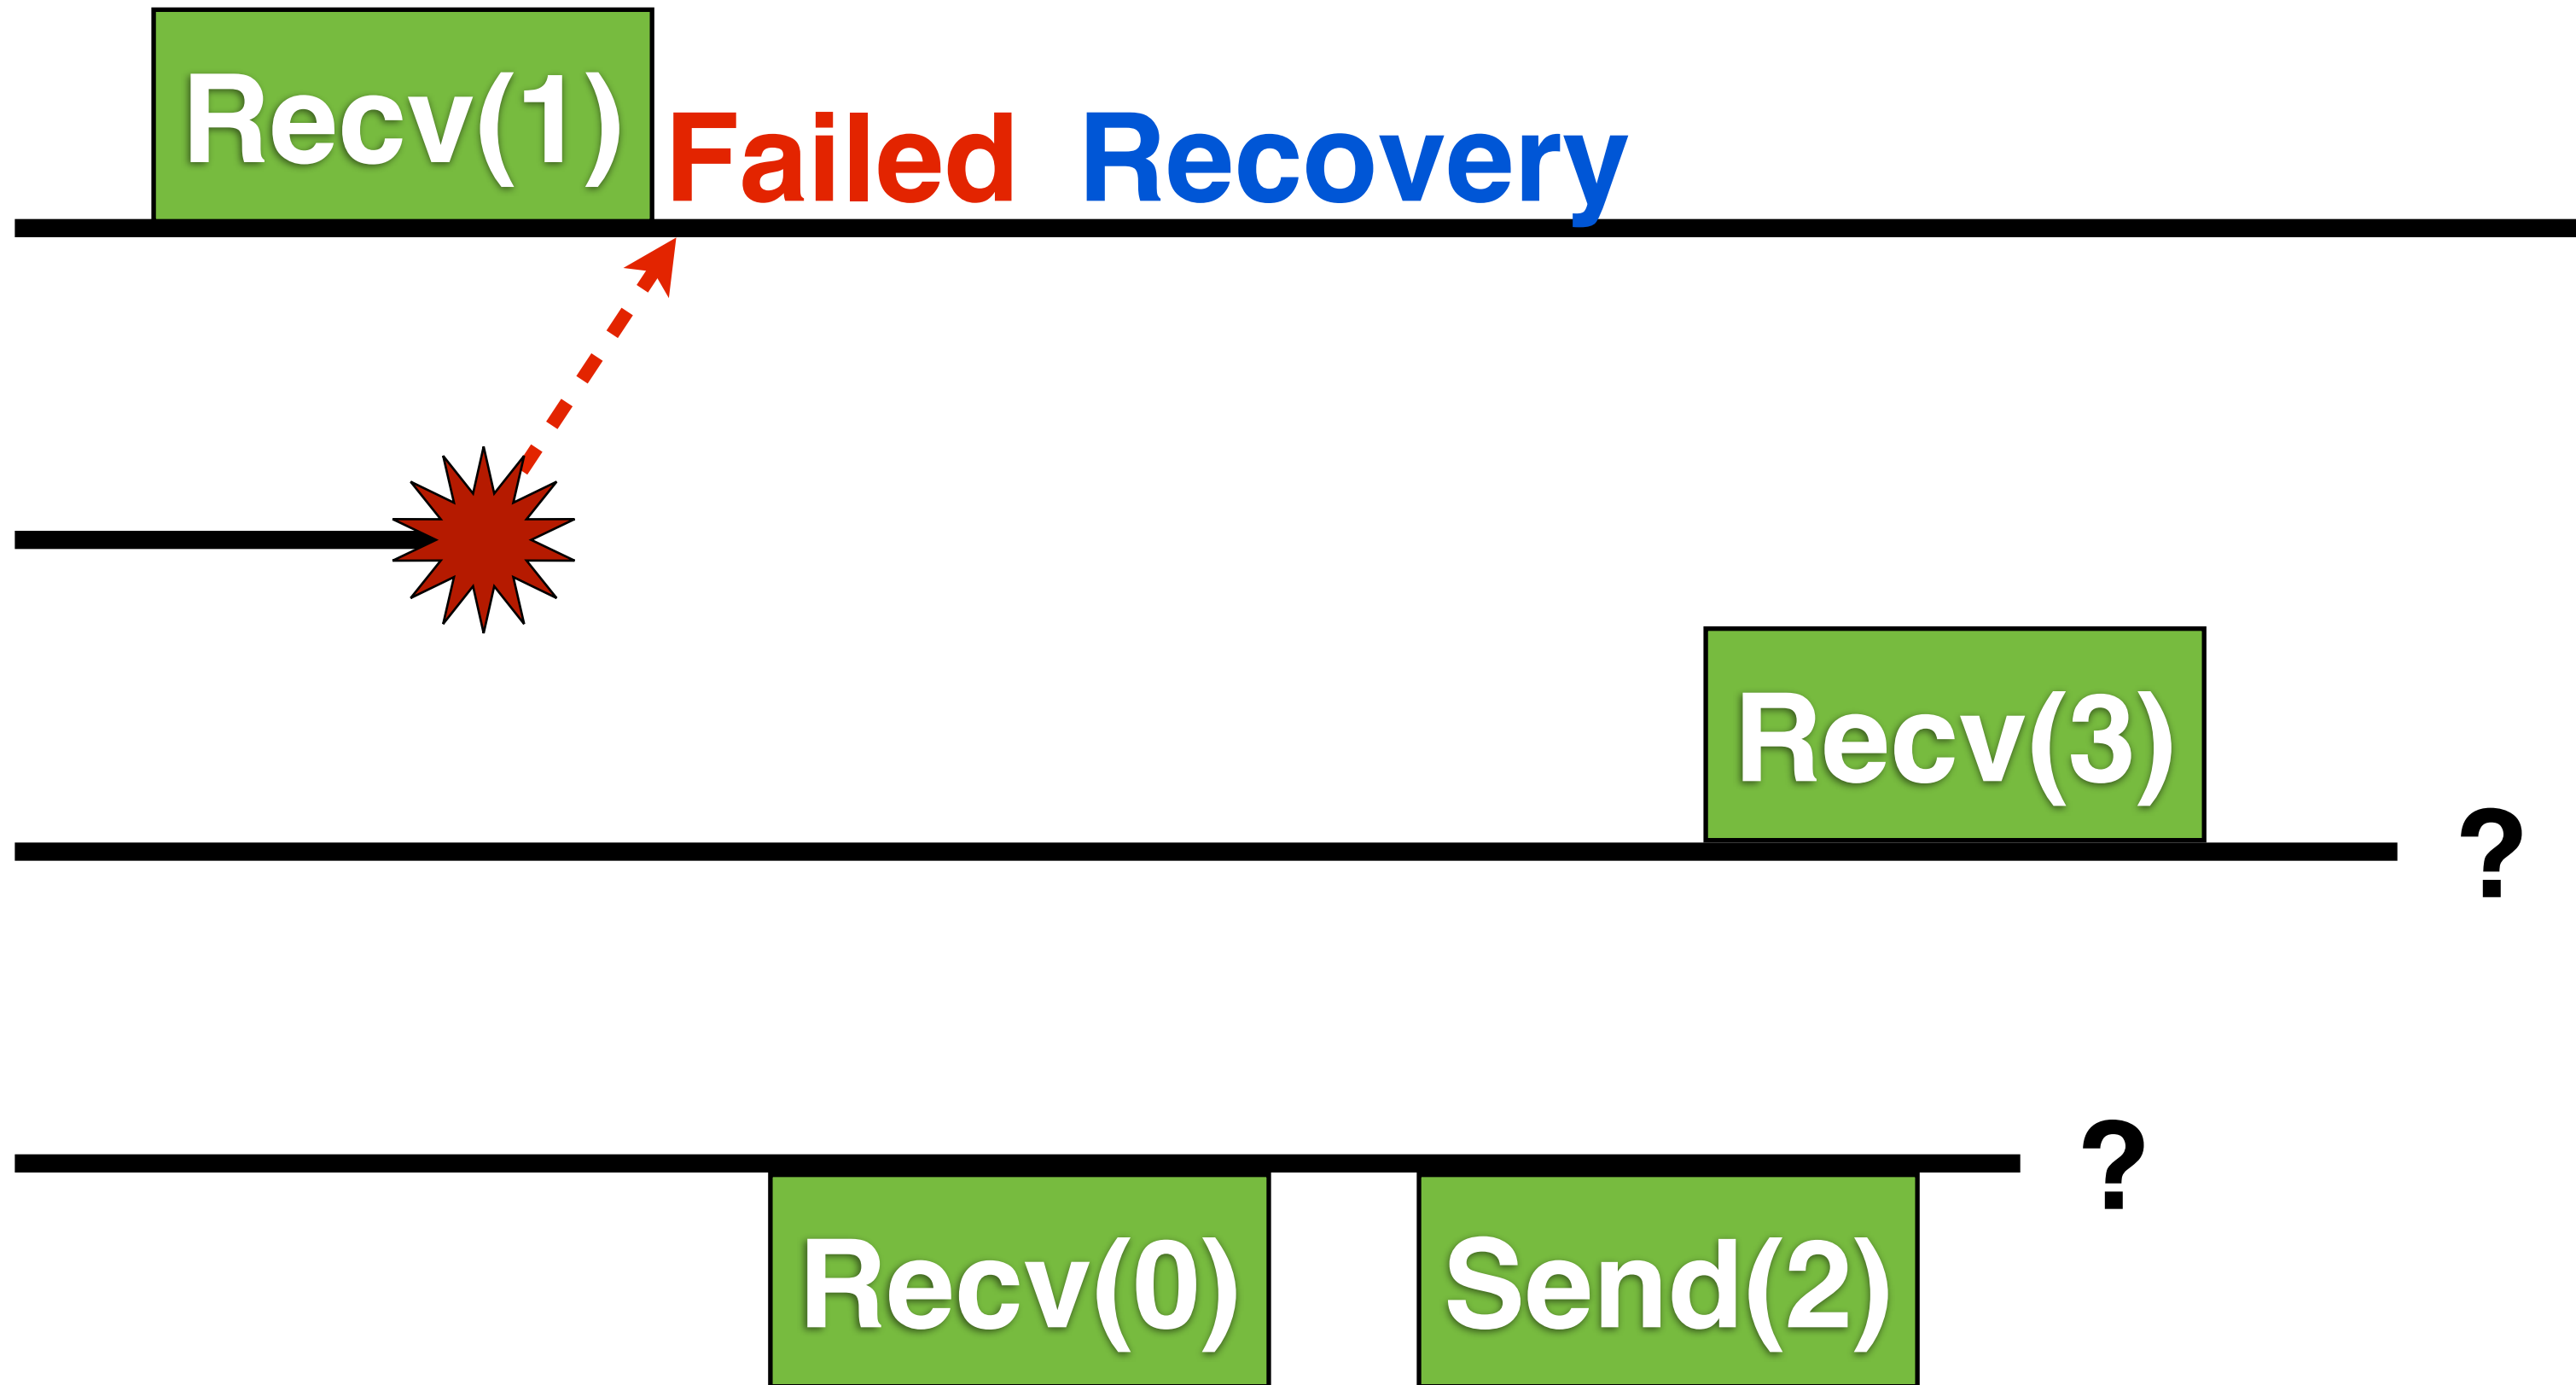 Recv(1)
Failed Recovery
Recv(3)
?
?
Recv(0)
Send(2)